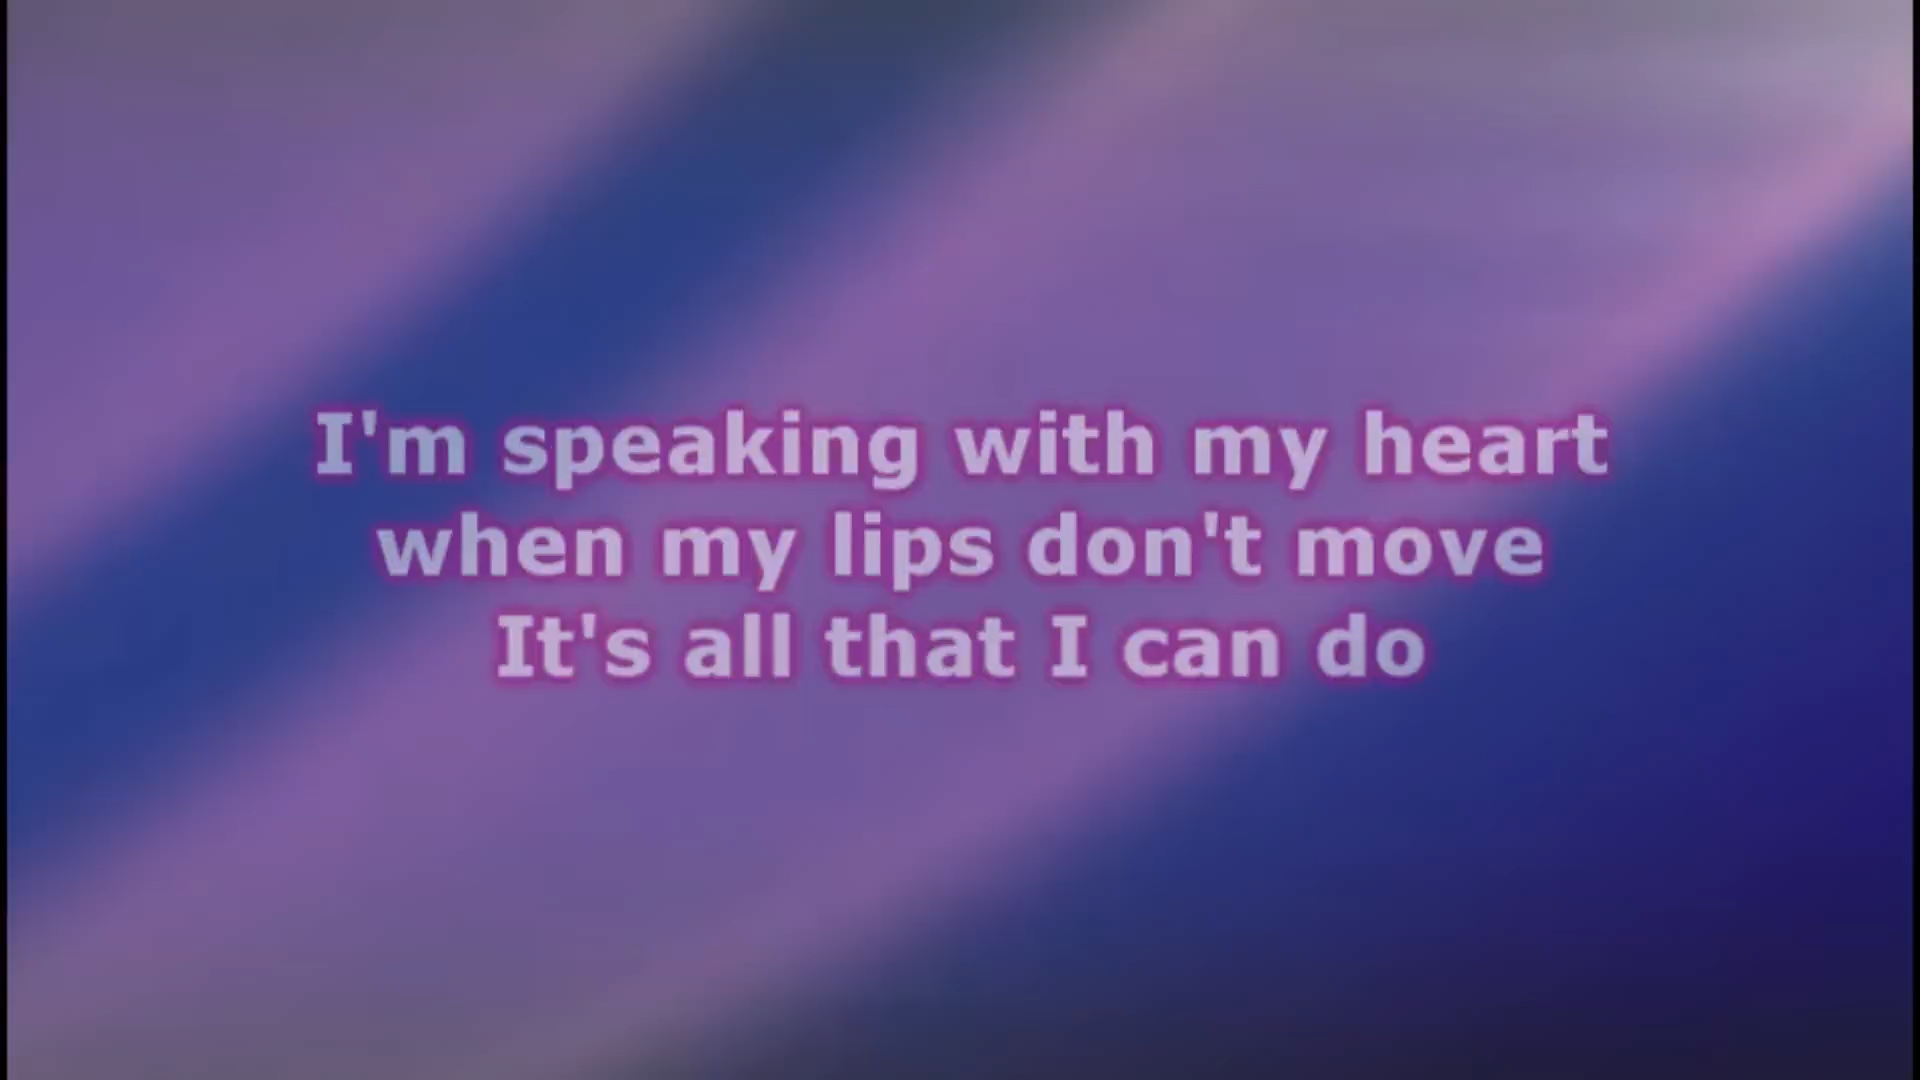 I'm speaking with my heart
when my lips don't move
It's all that I can do